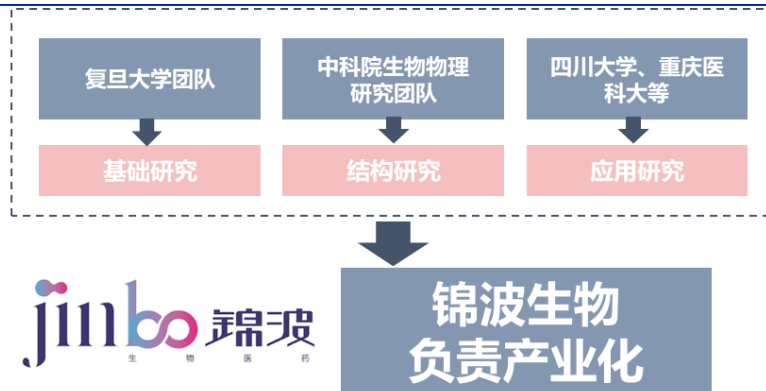 复旦大学团队
中科院生物物理
研究团队
四川大学、重庆医
科大等
基础研究
结构研究
应用研究
jinbo 錦波
生物医药
锦波生物
负责产业化